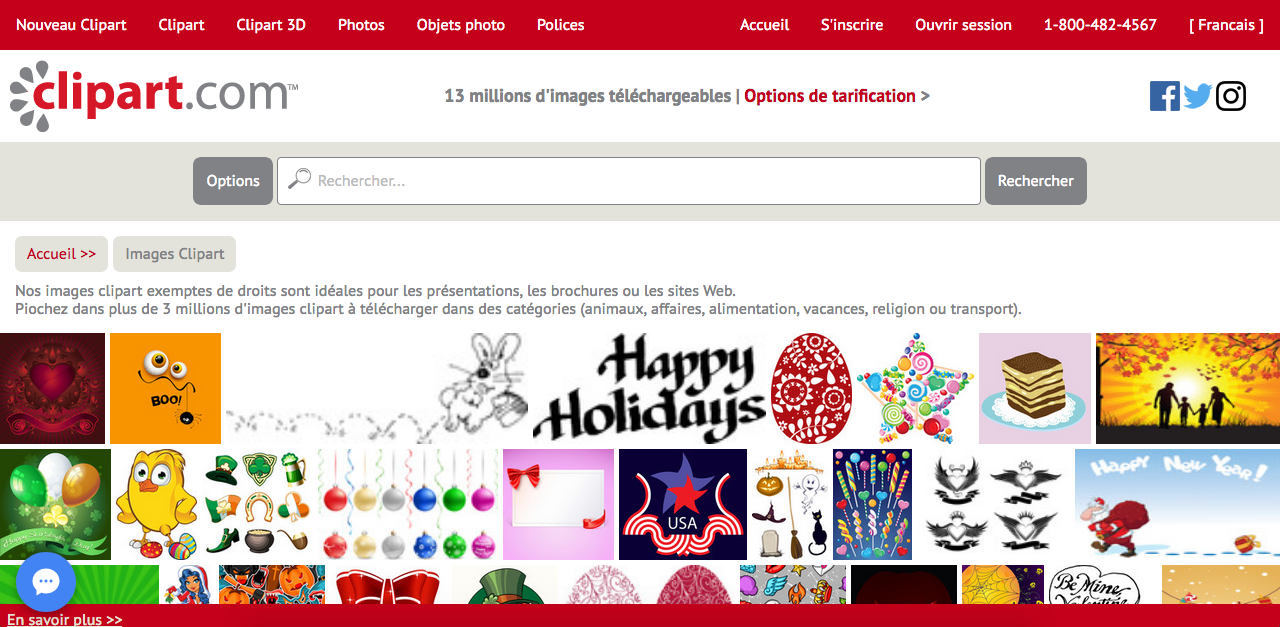 Nouveau Clipart Clipart Clipart 3D Photos Objets photo Polices Accueil S'inscrire Ouvrir session 1-800-482-4567 [ Francais ]
clipart.com™
13 millions d'images téléchargeables | Options de tarification >
Options Rechercher... Rechercher
Accueil >> Images Clipart
Nos images clipart exemptes de droits sont idéales pour les présentations, les brochures ou les sites Web.
Piochez dans plus de 3 millions d'images clipart à télécharger dans des catégories (animaux, affaires, alimentation, vacances, religion ou transport).
BOO!
Happy
Holidays
USA
Happy New Year!
Be Mine,
Valentine
En savoir plus >>